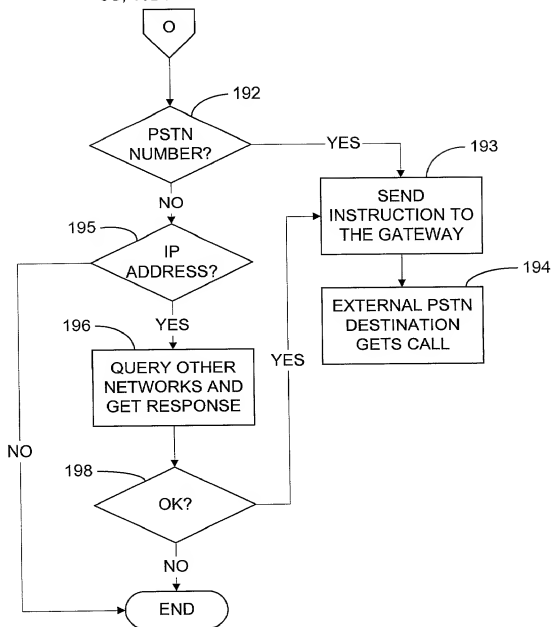 O
192
PSTN
NUMBER?
YES
193
SEND
INSTRUCTION TO
THE GATEWAY
NO
195
IP
ADDRESS?
194
EXTERNAL PSTN
DESTINATION
GETS CALL
YES
196
QUERY OTHER
NETWORKS AND
GET RESPONSE
YES
NO
198
OK?
NO
END